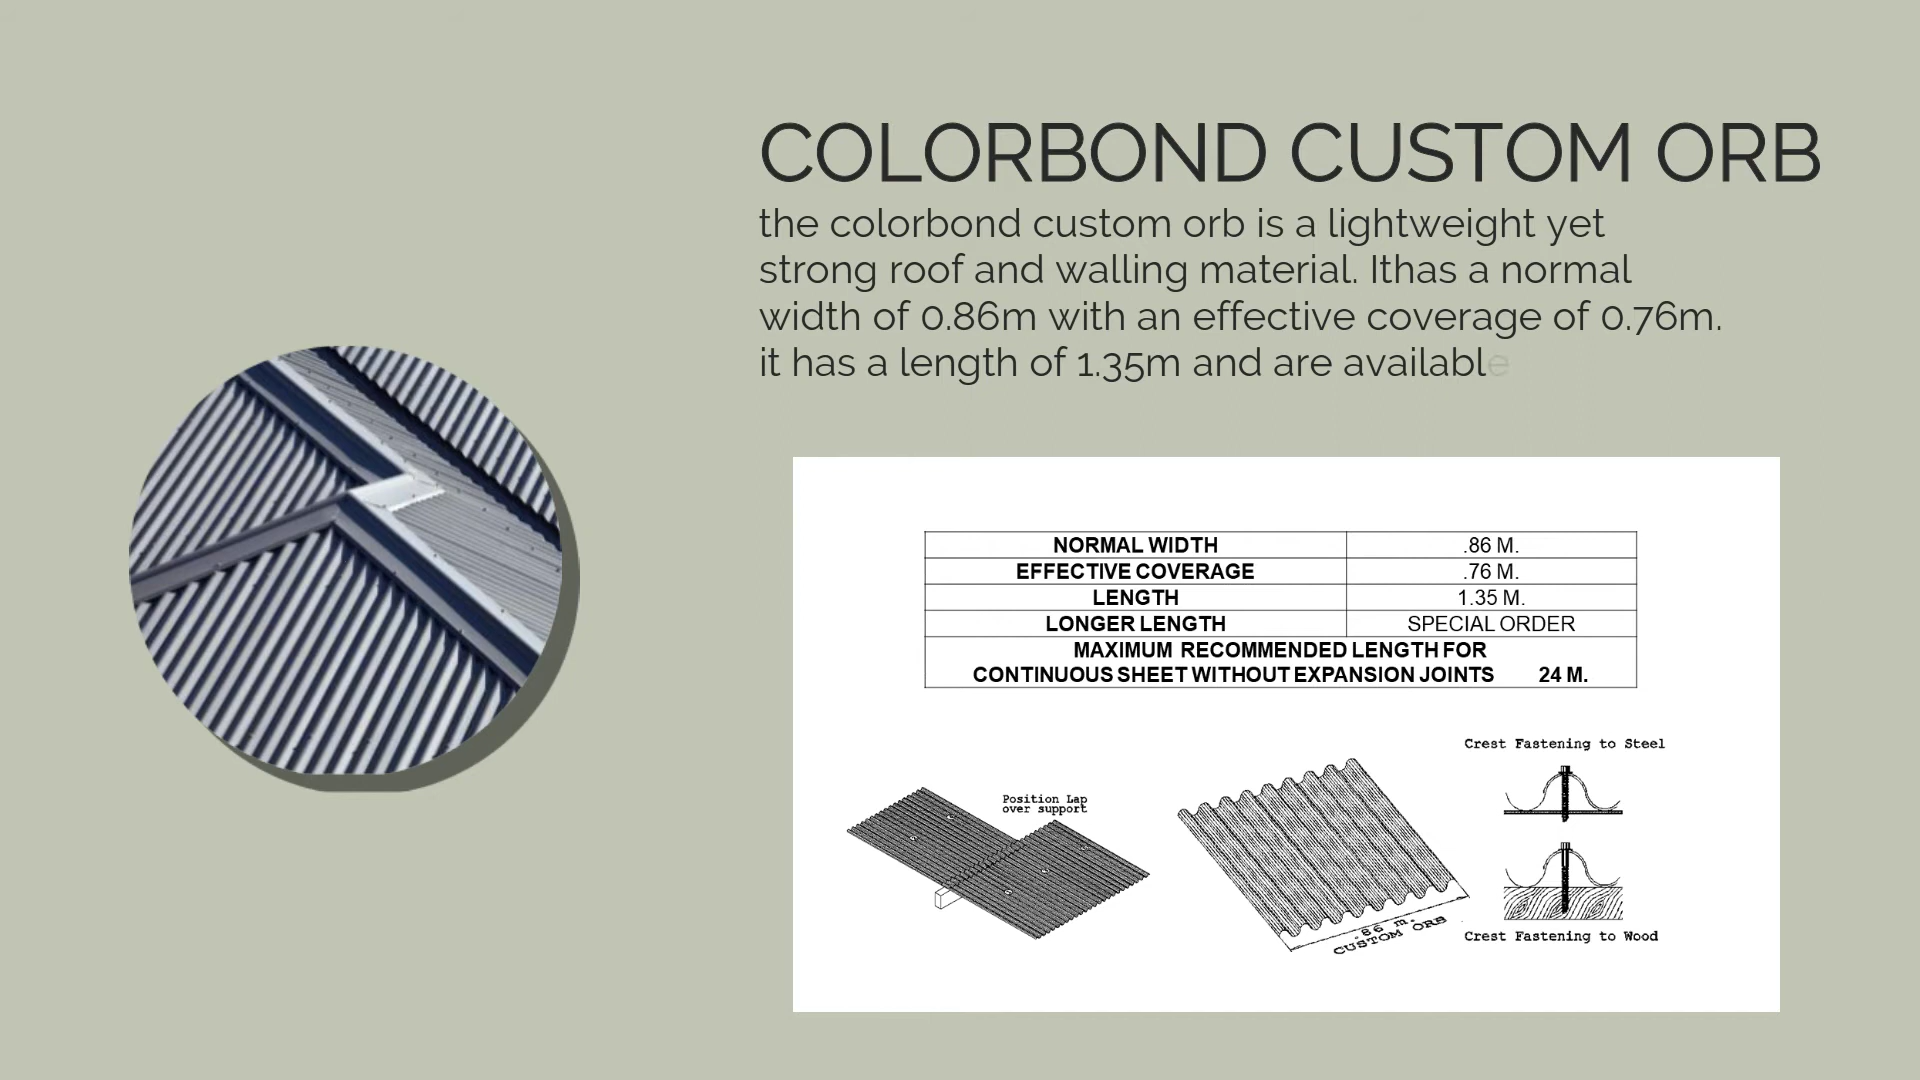 COLORBOND CUSTOM ORB
the colorbond custom orb is a lightweight yet
strong roof and walling material. Ithas a normal
width of 0.86m with an effective coverage of 0.76m.
it has a length of 1.35m and are available
NORMAL WIDTH .86 M.
EFFECTIVE COVERAGE .76 M.
LENGTH 1.35 M.
LONGER LENGTH SPECIAL ORDER
MAXIMUM RECOMMENDED LENGTH FOR
CONTINUOUS SHEET WITHOUT EXPANSION JOINTS 24 M.
Position Lap
over support
.86 m.
CUSTOM ORB
Crest Fastening to Steel
Crest Fastening to Wood